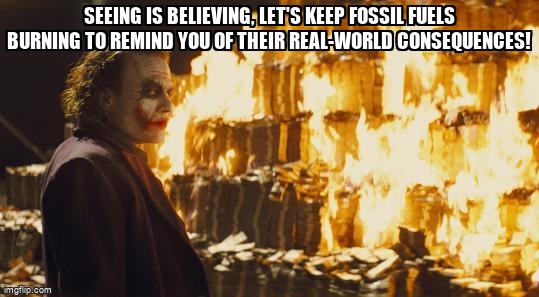 SEEING IS BELIEVING, LET'S KEEP FOSSIL FUELS
BURNING TO REMIND YOU OF THEIR REAL-WORLD CONSEQUENCES!
imgflip.com